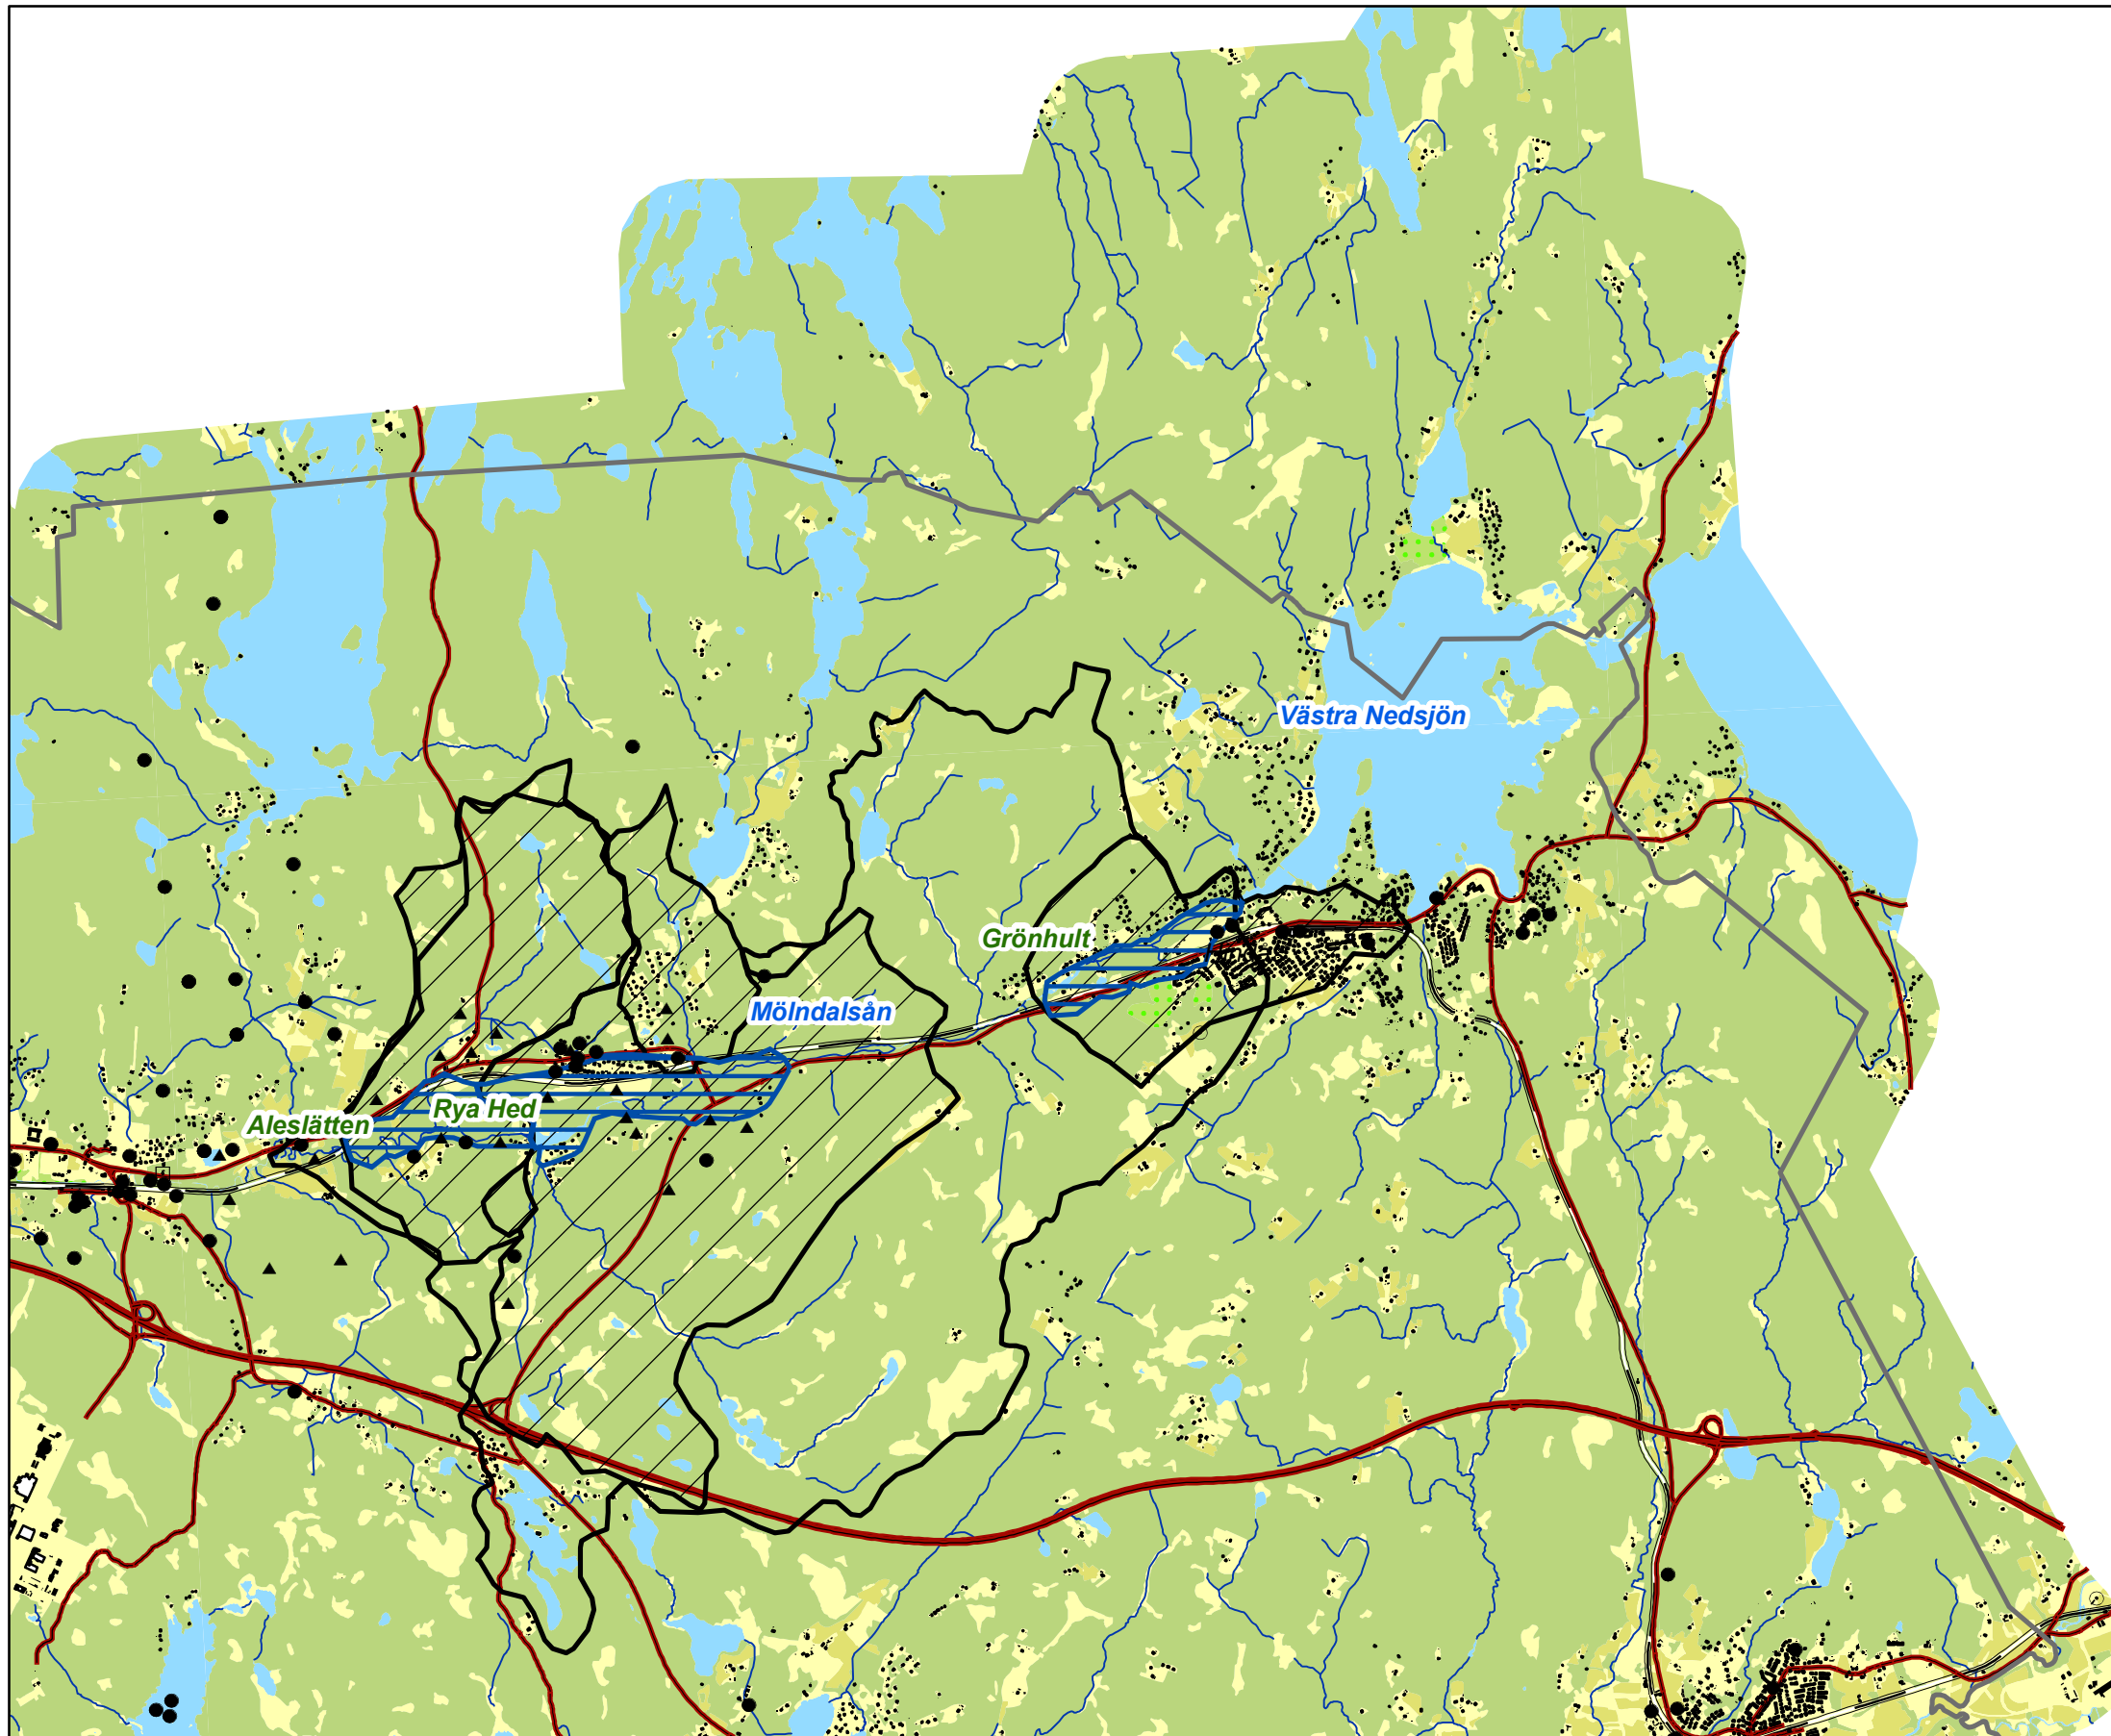 Västra Nedsjön
Grönhult
Mölndalsån
Rya Hed
Aleslätten